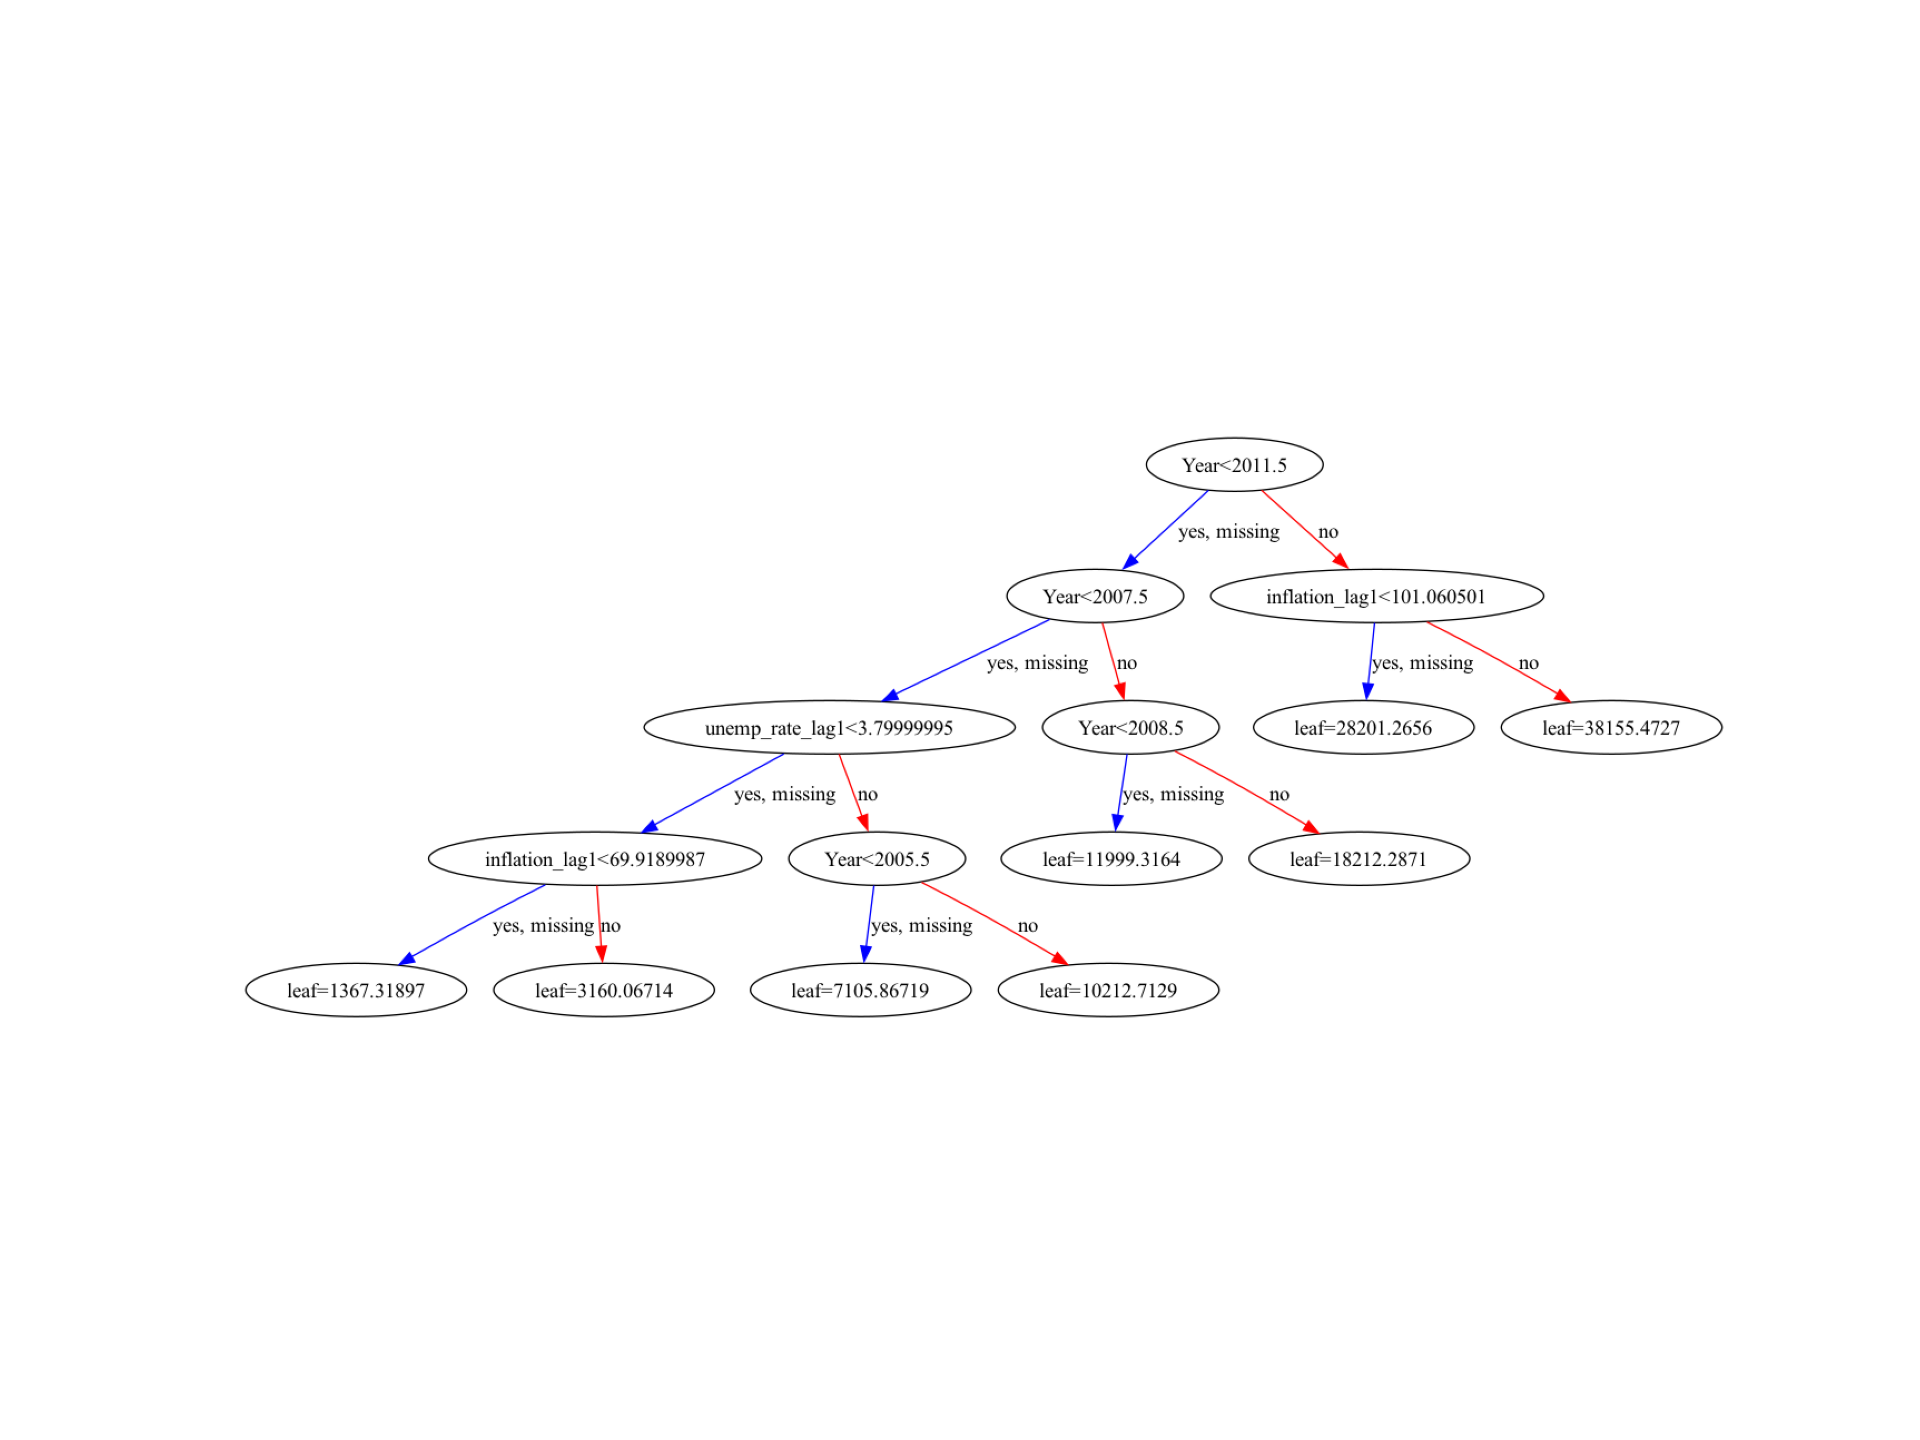 Year<2011.5
yes, missing
no
Year<2007.5
inflation_lag1<101.060501
yes, missing
no
yes, missing
no
unemp_rate_lag1<3.79999995
Year<2008.5
leaf=28201.2656
leaf=38155.4727
yes, missing
no
yes, missing
no
inflation_lag1<69.9189987
Year<2005.5
leaf=11999.3164
leaf=18212.2871
yes, missing
no
yes, missing
no
leaf=1367.31897
leaf=3160.06714
leaf=7105.86719
leaf=10212.7129